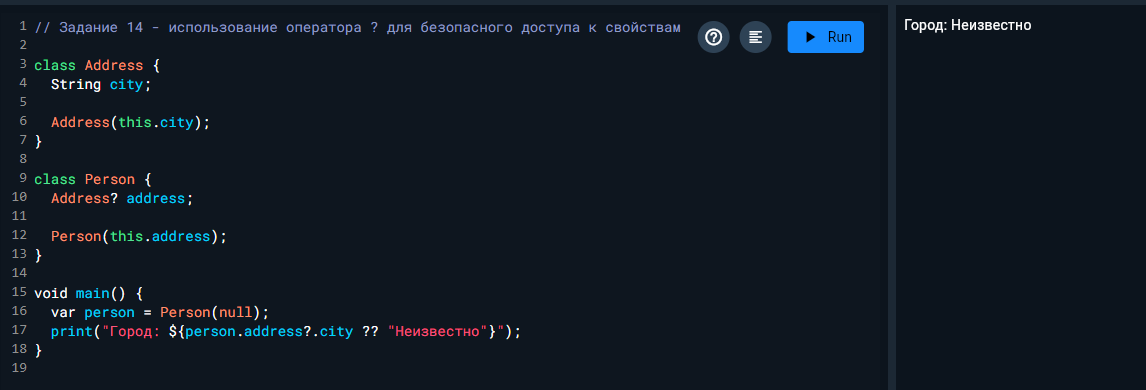 1 // Задание 14 - использование оператора ? для безопасного доступа к свойствам
2
3 class Address {
4   String city;
5
6   Address(this.city);
7 }
8
9 class Person {
10   Address? address;
11
12   Person(this.address);
13 }
14
15 void main() {
16   var person = Person(null);
17   print("Город: ${person.address?.city ?? "Неизвестно"}");
18 }
19
?
Run
Город: Неизвестно